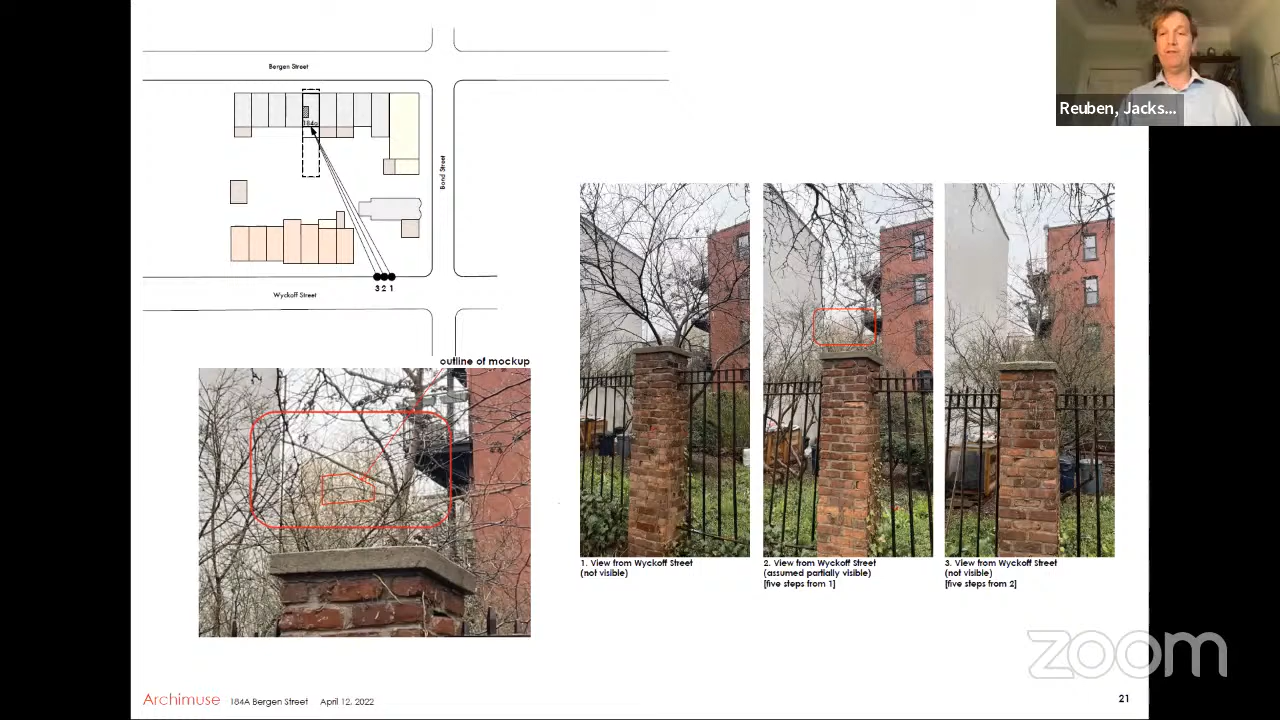 Bergen Street
184a
Bond Street
3 2 1
Wyckoff Street
outline of mockup
1. View from Wyckoff Street
(not visible)
2. View from Wyckoff Street
(assumed partially visible)
[five steps from 1]
3. View from Wyckoff Street
(not visible)
[five steps from 2]
Archimuse 184A Bergen Street April 12, 2022
21
Reuben, Jacks...
zoom